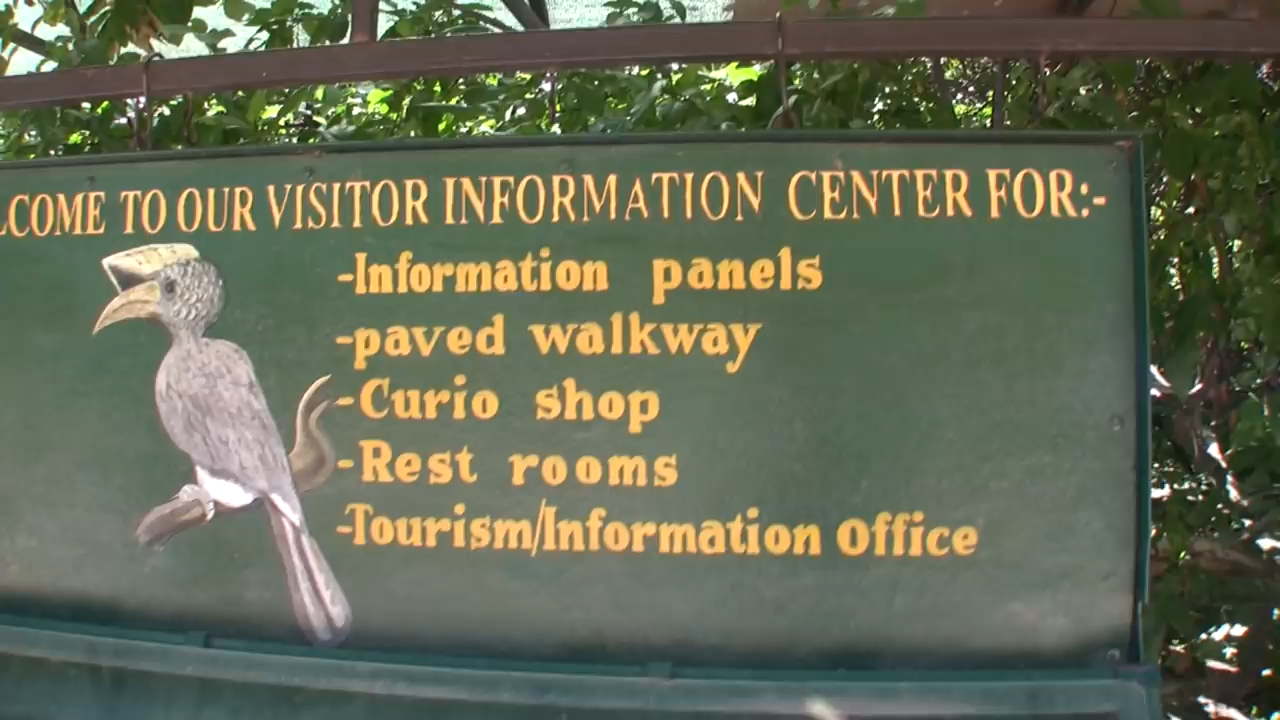 LCOME TO OUR VISITOR INFORMATION CENTER FOR:-
-Information panels
-paved walkway
-Curio shop
-Rest rooms
-Tourism/Information Office